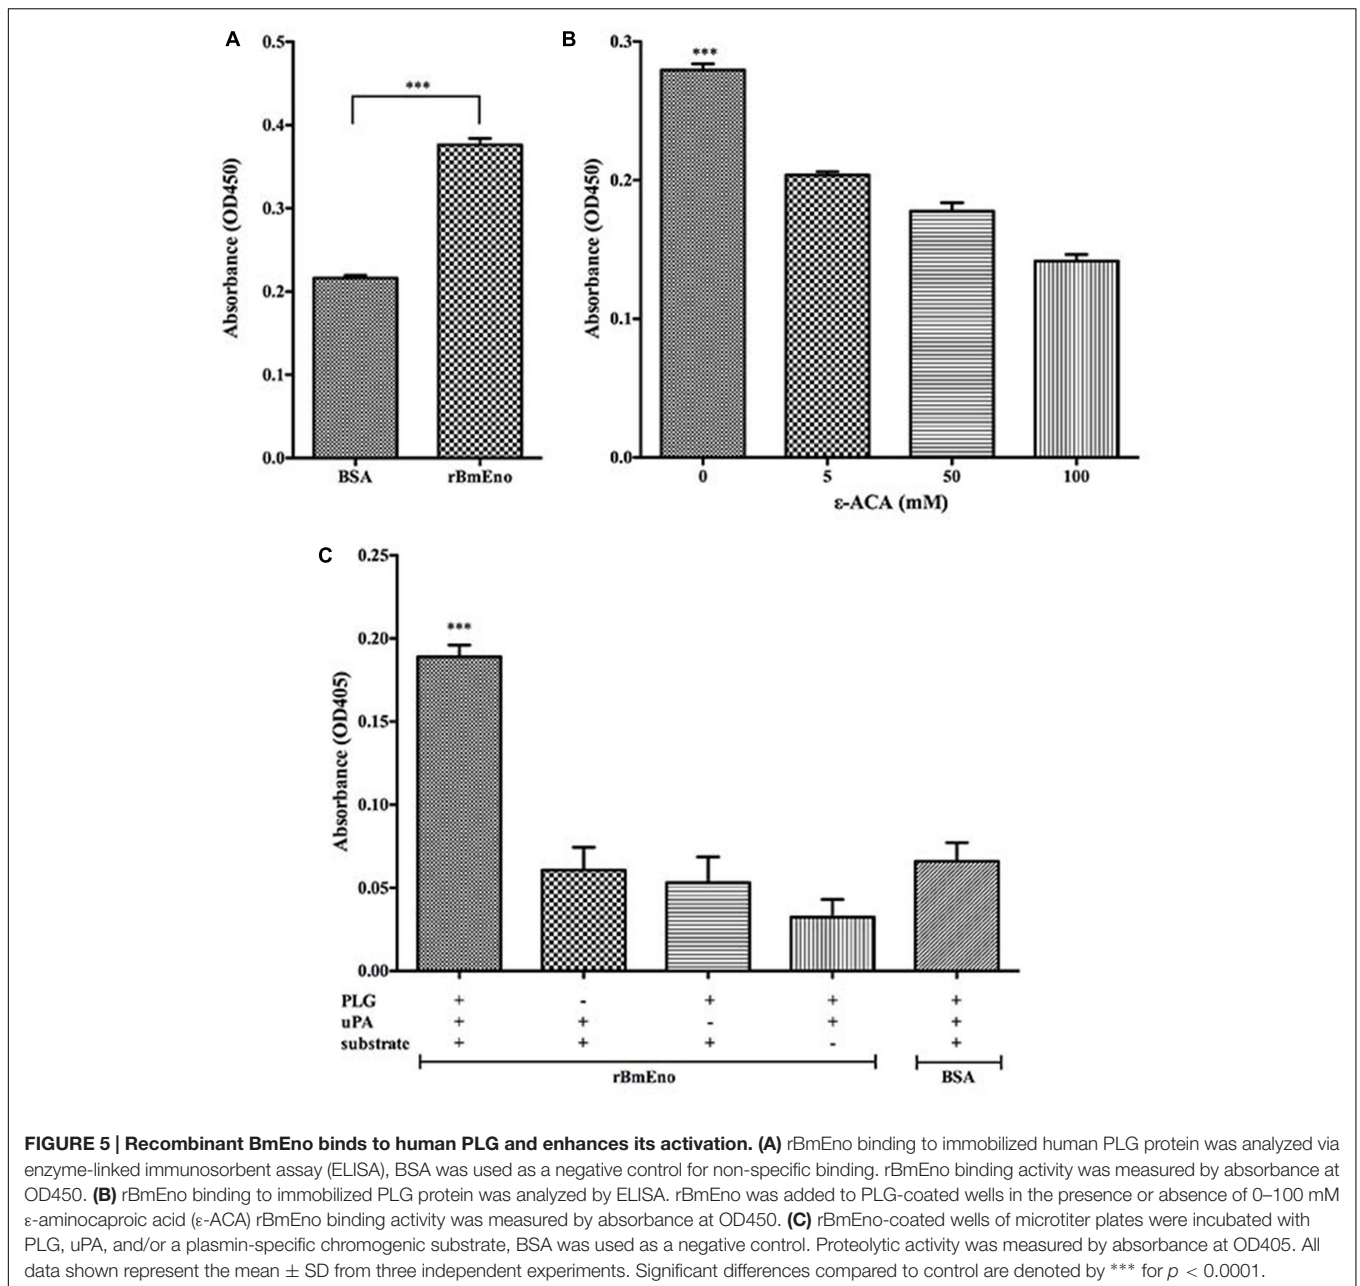 A
0.5
0.4
0.3
0.2
0.1
0.0
Absorbance (OD450)
***
BSA rBmEno
B
0.3
0.2
0.1
0.0
Absorbance (OD450)
***
0 5 50 100
ε-ACA (mM)
C
0.25
0.20
0.15
0.10
0.05
0.00
Absorbance (OD405)
***
PLG + - + + +
uPA + + - + +
substrate + + + - +
rBmEno BSA
FIGURE 5 | Recombinant BmEno binds to human PLG and enhances its activation. (A) rBmEno binding to immobilized human PLG protein was analyzed via
enzyme-linked immunosorbent assay (ELISA), BSA was used as a negative control for non-specific binding. rBmEno binding activity was measured by absorbance at
OD450. (B) rBmEno binding to immobilized PLG protein was analyzed by ELISA. rBmEno was added to PLG-coated wells in the presence or absence of 0–100 mM
ε-aminocaproic acid (ε-ACA) rBmEno binding activity was measured by absorbance at OD450. (C) rBmEno-coated wells of microtiter plates were incubated with
PLG, uPA, and/or a plasmin-specific chromogenic substrate, BSA was used as a negative control. Proteolytic activity was measured by absorbance at OD405. All
data shown represent the mean ± SD from three independent experiments. Significant differences compared to control are denoted by *** for p < 0.0001.